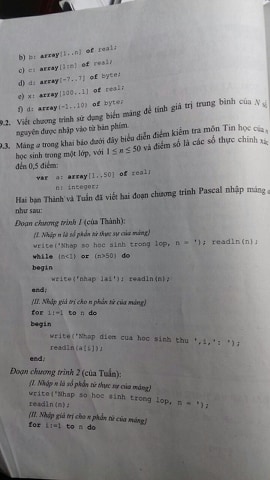 b) b: array[1..n] of real;
c) c: array[1:n] of real;
d) d: array[-7..7] of byte;
e) x: array[100..1] of real;
f) d: array(-1..10) of byte;
9.2. Viết chương trình sử dụng biến mảng để tính giá trị trung bình của N số
nguyên được nhập vào từ bàn phím.
9.3. Mảng a trong khai báo dưới đây biểu diễn điểm kiểm tra môn Tin học của
học sinh trong một lớp, với 1 ≤ n ≤ 50 và điểm số là các số thực chính xác
đến 0,5 điểm:
var a: array[1..50] of real;
n: integer;
Hai bạn Thành và Tuấn đã viết hai đoạn chương trình Pascal nhập mảng a
như sau:
Đoạn chương trình 1 (của Thành):
{I. Nhập n là số phần tử thực sự của mảng}
write('Nhap so hoc sinh trong lop, n = '); readln(n);
while (n<1) or (n>50) do
begin
write('nhap lai'); readln(n);
end;
{II. Nhập giá trị cho n phần tử của mảng}
for i:=1 to n do
begin
write('Nhap diem cua hoc sinh thu ',i,': ');
readln(a[i]);
end;
Đoạn chương trình 2 (của Tuấn):
{I. Nhập n là số phần tử thực sự của mảng}
write('Nhap so hoc sinh trong lop, n = ');
readln(n);
{II. Nhập giá trị cho n phần tử của mảng}
for i:=1 to n do